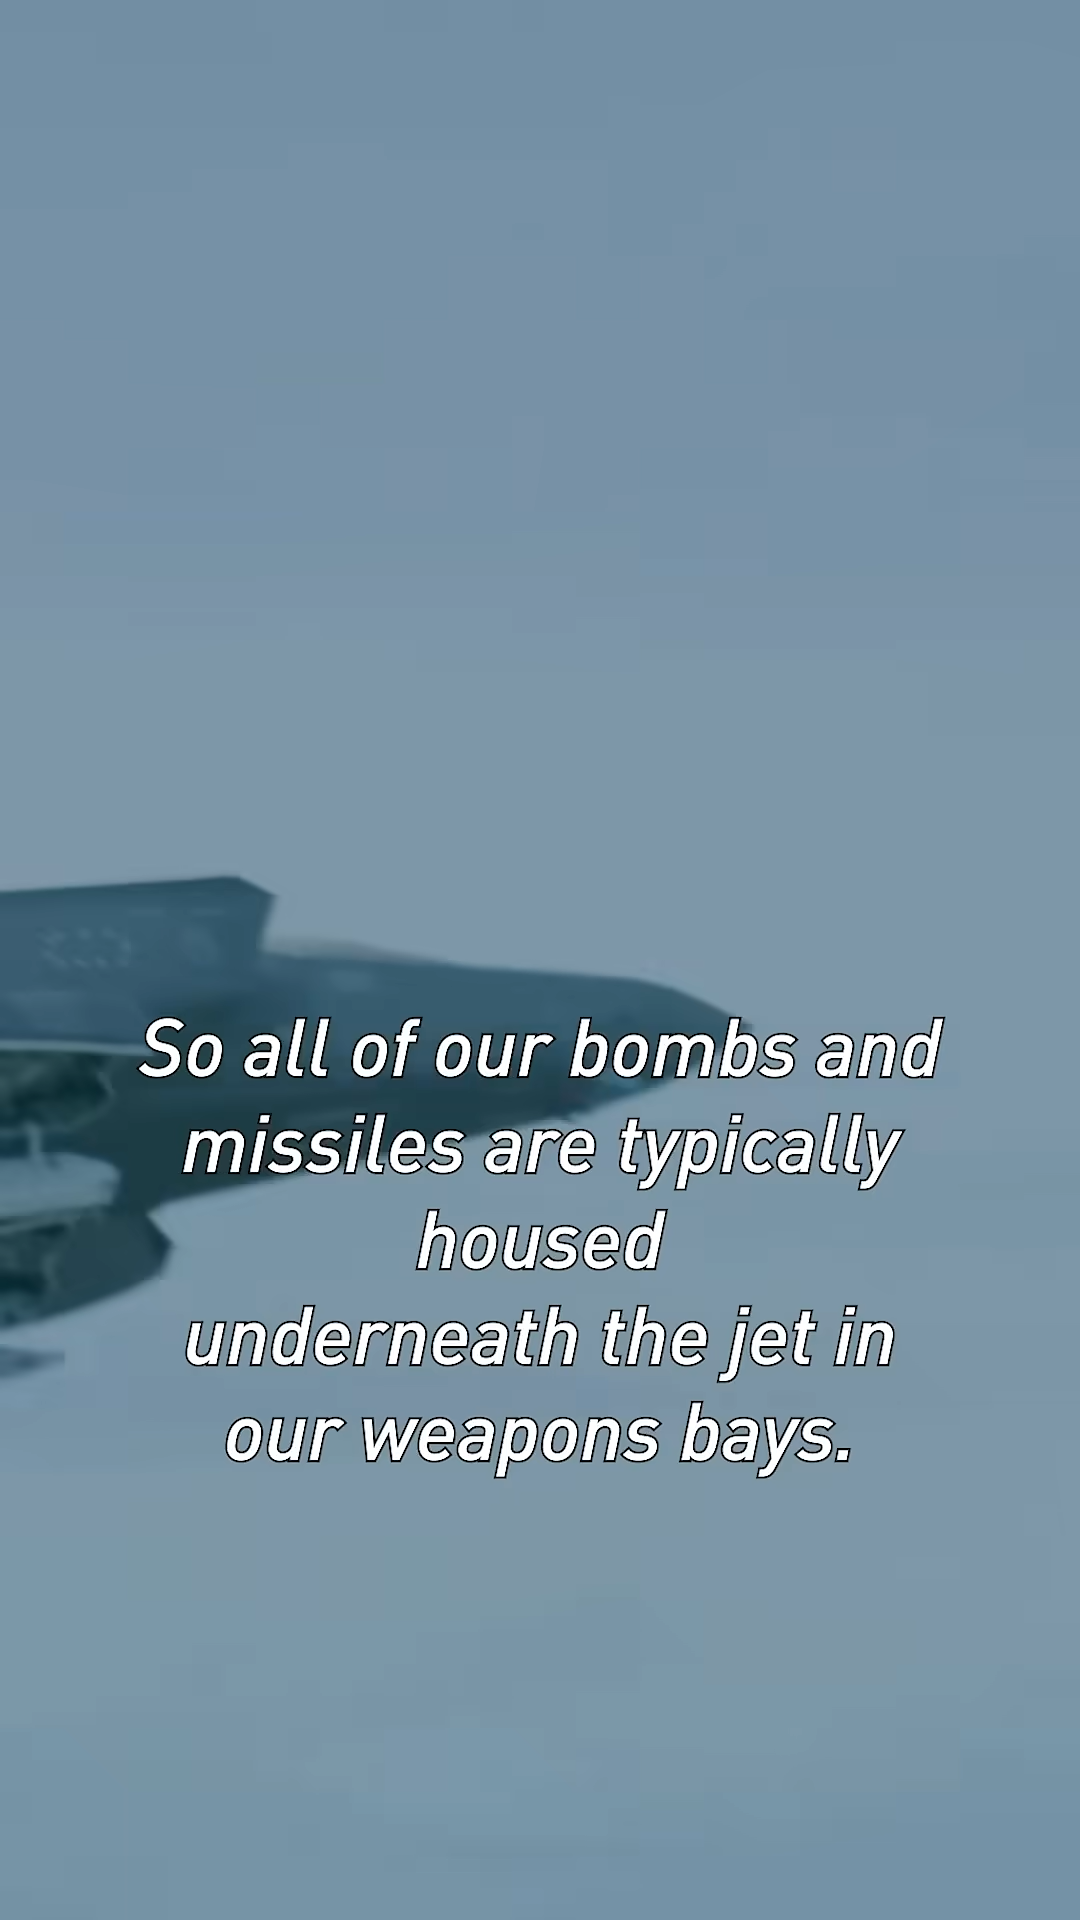 So all of our bombs and
missiles are typically
housed
underneath the jet in
our weapons bays.